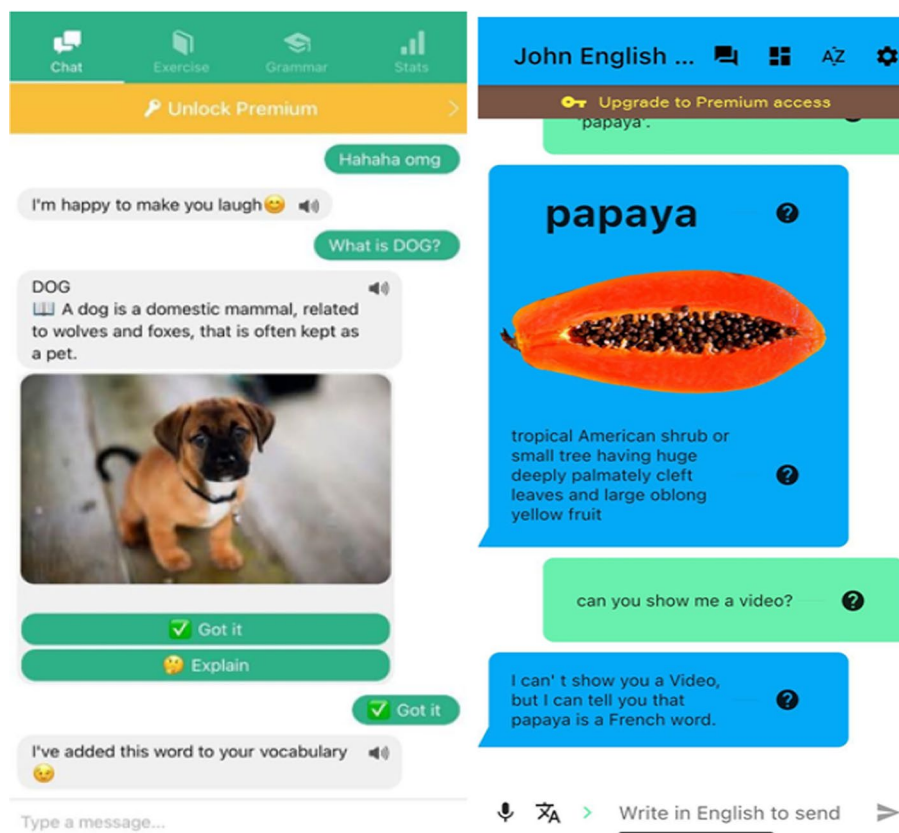 Chat Exercise Grammar Stats
Unlock Premium
Hahaha omg
I'm happy to make you laugh
What is DOG?
DOG
A dog is a domestic mammal, related
to wolves and foxes, that is often kept as
a pet.
Got it
Explain
Got it
I've added this word to your vocabulary
Type a message...
John English ... AZ
Upgrade to Premium access
'papaya'.
papaya
tropical American shrub or
small tree having huge
deeply palmately cleft
leaves and large oblong
yellow fruit
can you show me a video?
I can' t show you a Video,
but I can tell you that
papaya is a French word.
Write in English to send